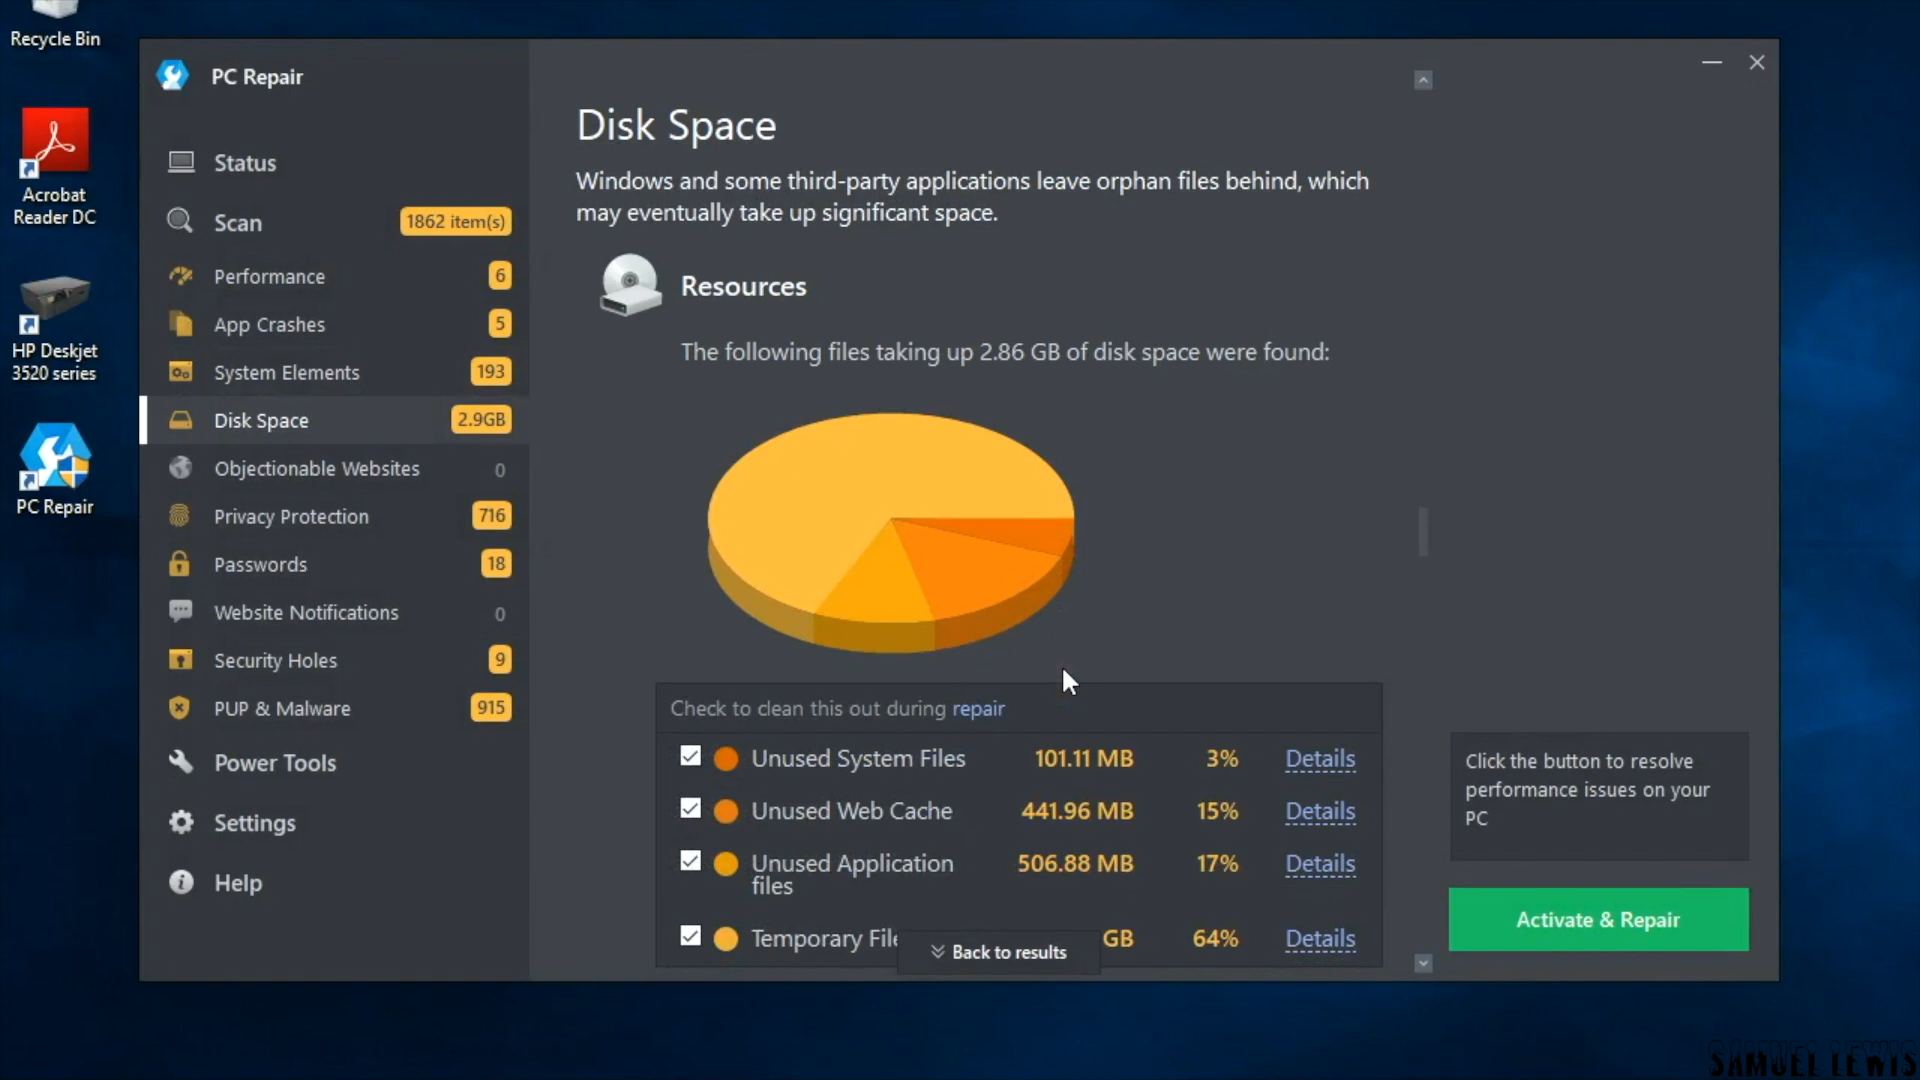 Recycle Bin
Acrobat
Reader DC
HP Deskjet
3520 series
PC Repair
PC Repair
Status
Scan 1862 item(s)
Performance 6
App Crashes 5
System Elements 193
Disk Space 2.9GB
Objectionable Websites 0
Privacy Protection 716
Passwords 18
Website Notifications 0
Security Holes 9
PUP & Malware 915
Power Tools
Settings
Help
Disk Space
Windows and some third-party applications leave orphan files behind, which
may eventually take up significant space.
Resources
The following files taking up 2.86 GB of disk space were found:
Check to clean this out during repair
Unused System Files 101.11 MB 3% Details
Unused Web Cache 441.96 MB 15% Details
Unused Application 506.88 MB 17% Details
files
Temporary GB 64% Details
Back to results
Click the button to resolve
performance issues on your
PC
Activate & Repair
SAMUEL LEWIS